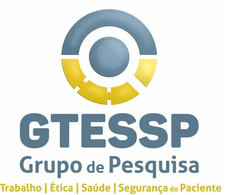 GTESSP
Grupo de Pesquisa
Trabalho | Ética | Saúde | Segurança do Paciente